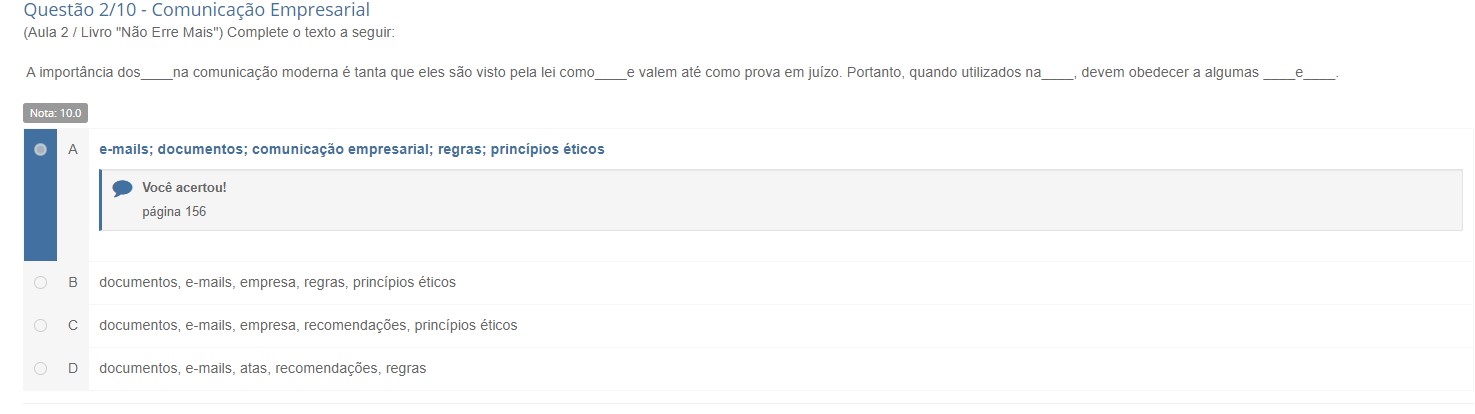 Questão 2/10 - Comunicação Empresarial
(Aula 2 / Livro "Não Erre Mais") Complete o texto a seguir:
A importância dos____na comunicação moderna é tanta que eles são visto pela lei como____e valem até como prova em juízo. Portanto, quando utilizados na____, devem obedecer a algumas ____e____.
Nota: 10.0
A e-mails; documentos; comunicação empresarial; regras; princípios éticos
Você acertou!
página 156
B documentos, e-mails, empresa, regras, princípios éticos
C documentos, e-mails, empresa, recomendações, princípios éticos
D documentos, e-mails, atas, recomendações, regras